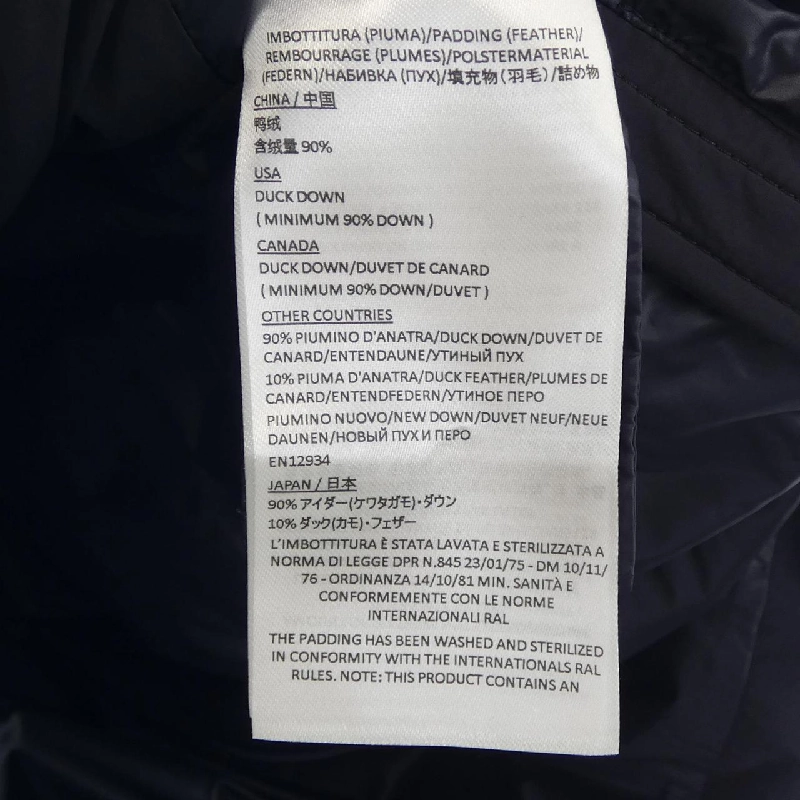 IMBOTTITURA (PIUMA)/PADDING (FEATHER)/
REMBOURRAGE (PLUMES)/POLSTERMATERIAL
(FEDERN)/НАБИВКА (ПУХ)/填充物(羽毛)/詰め物
CHINA / 中国
鸭绒
含绒量 90%
USA
DUCK DOWN
( MINIMUM 90% DOWN )
CANADA
DUCK DOWN/DUVET DE CANARD
( MINIMUM 90% DOWN/DUVET )
OTHER COUNTRIES
90% PIUMINO D'ANATRA/DUCK DOWN/DUVET DE
CANARD/ENTENDAUNE/УТИНЫЙ ПУХ
10% PIUMA D'ANATRA/DUCK FEATHER/PLUMES DE
CANARD/ENTENDFEDERN/УТИНОЕ ПЕРО
PIUMINO NUOVO/NEW DOWN/DUVET NEUF/NEUE
DAUNEN/НОВЫЙ ПУХ И ПЕРО
EN12934
JAPAN / 日本
90% アイダー(ケワタガモ)・ダウン
10% ダック(カモ)・フェザー
L'IMBOTTITURA È STATA LAVATA E STERILIZZATA A
NORMA DI LEGGE DPR N.845 23/01/75 - DM 10/11/
76 - ORDINANZA 14/10/81 MIN. SANITÀ E
CONFORMEMENTE CON LE NORME
INTERNAZIONALI RAL
THE PADDING HAS BEEN WASHED AND STERILIZED
IN CONFORMITY WITH THE INTERNATIONALS RAL
RULES. NOTE: THIS PRODUCT CONTAINS AN